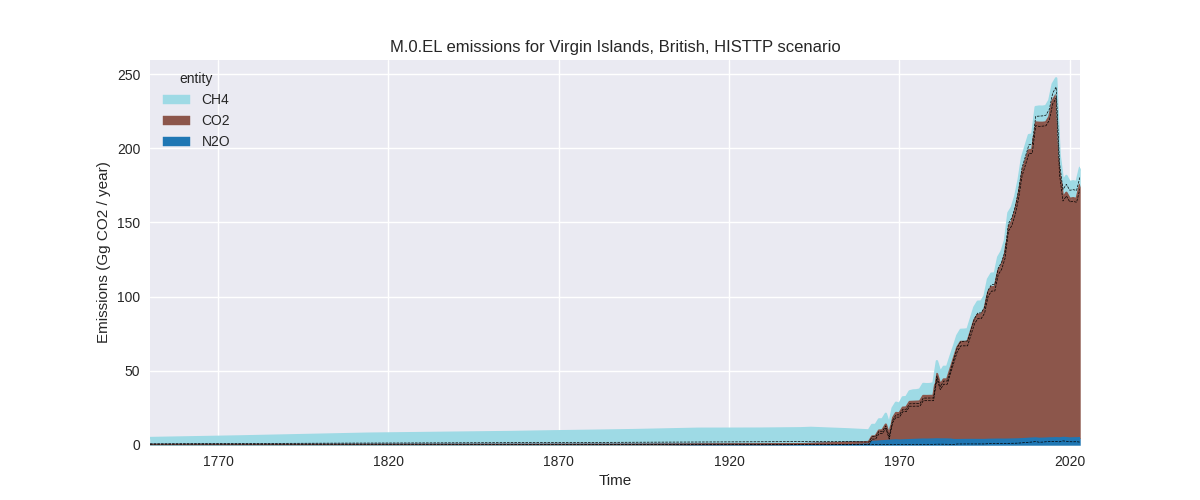 M.0.EL emissions for Virgin Islands, British, HISTTP scenario
Emissions (Gg CO2 / year)
250
200
150
100
50
0
entity
CH4
CO2
N2O
1770
1820
1870
1920
1970
2020
Time